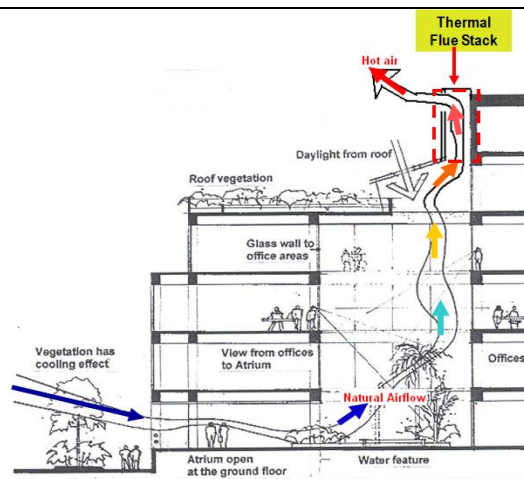 Thermal
Flue Stack
Hot air
Daylight from roof
Roof vegetation
Glass wall to
office areas
Vegetation has
cooling effect
View from offices
to Atrium
Offices
Natural Airflow
Atrium open
at the ground floor
Water feature